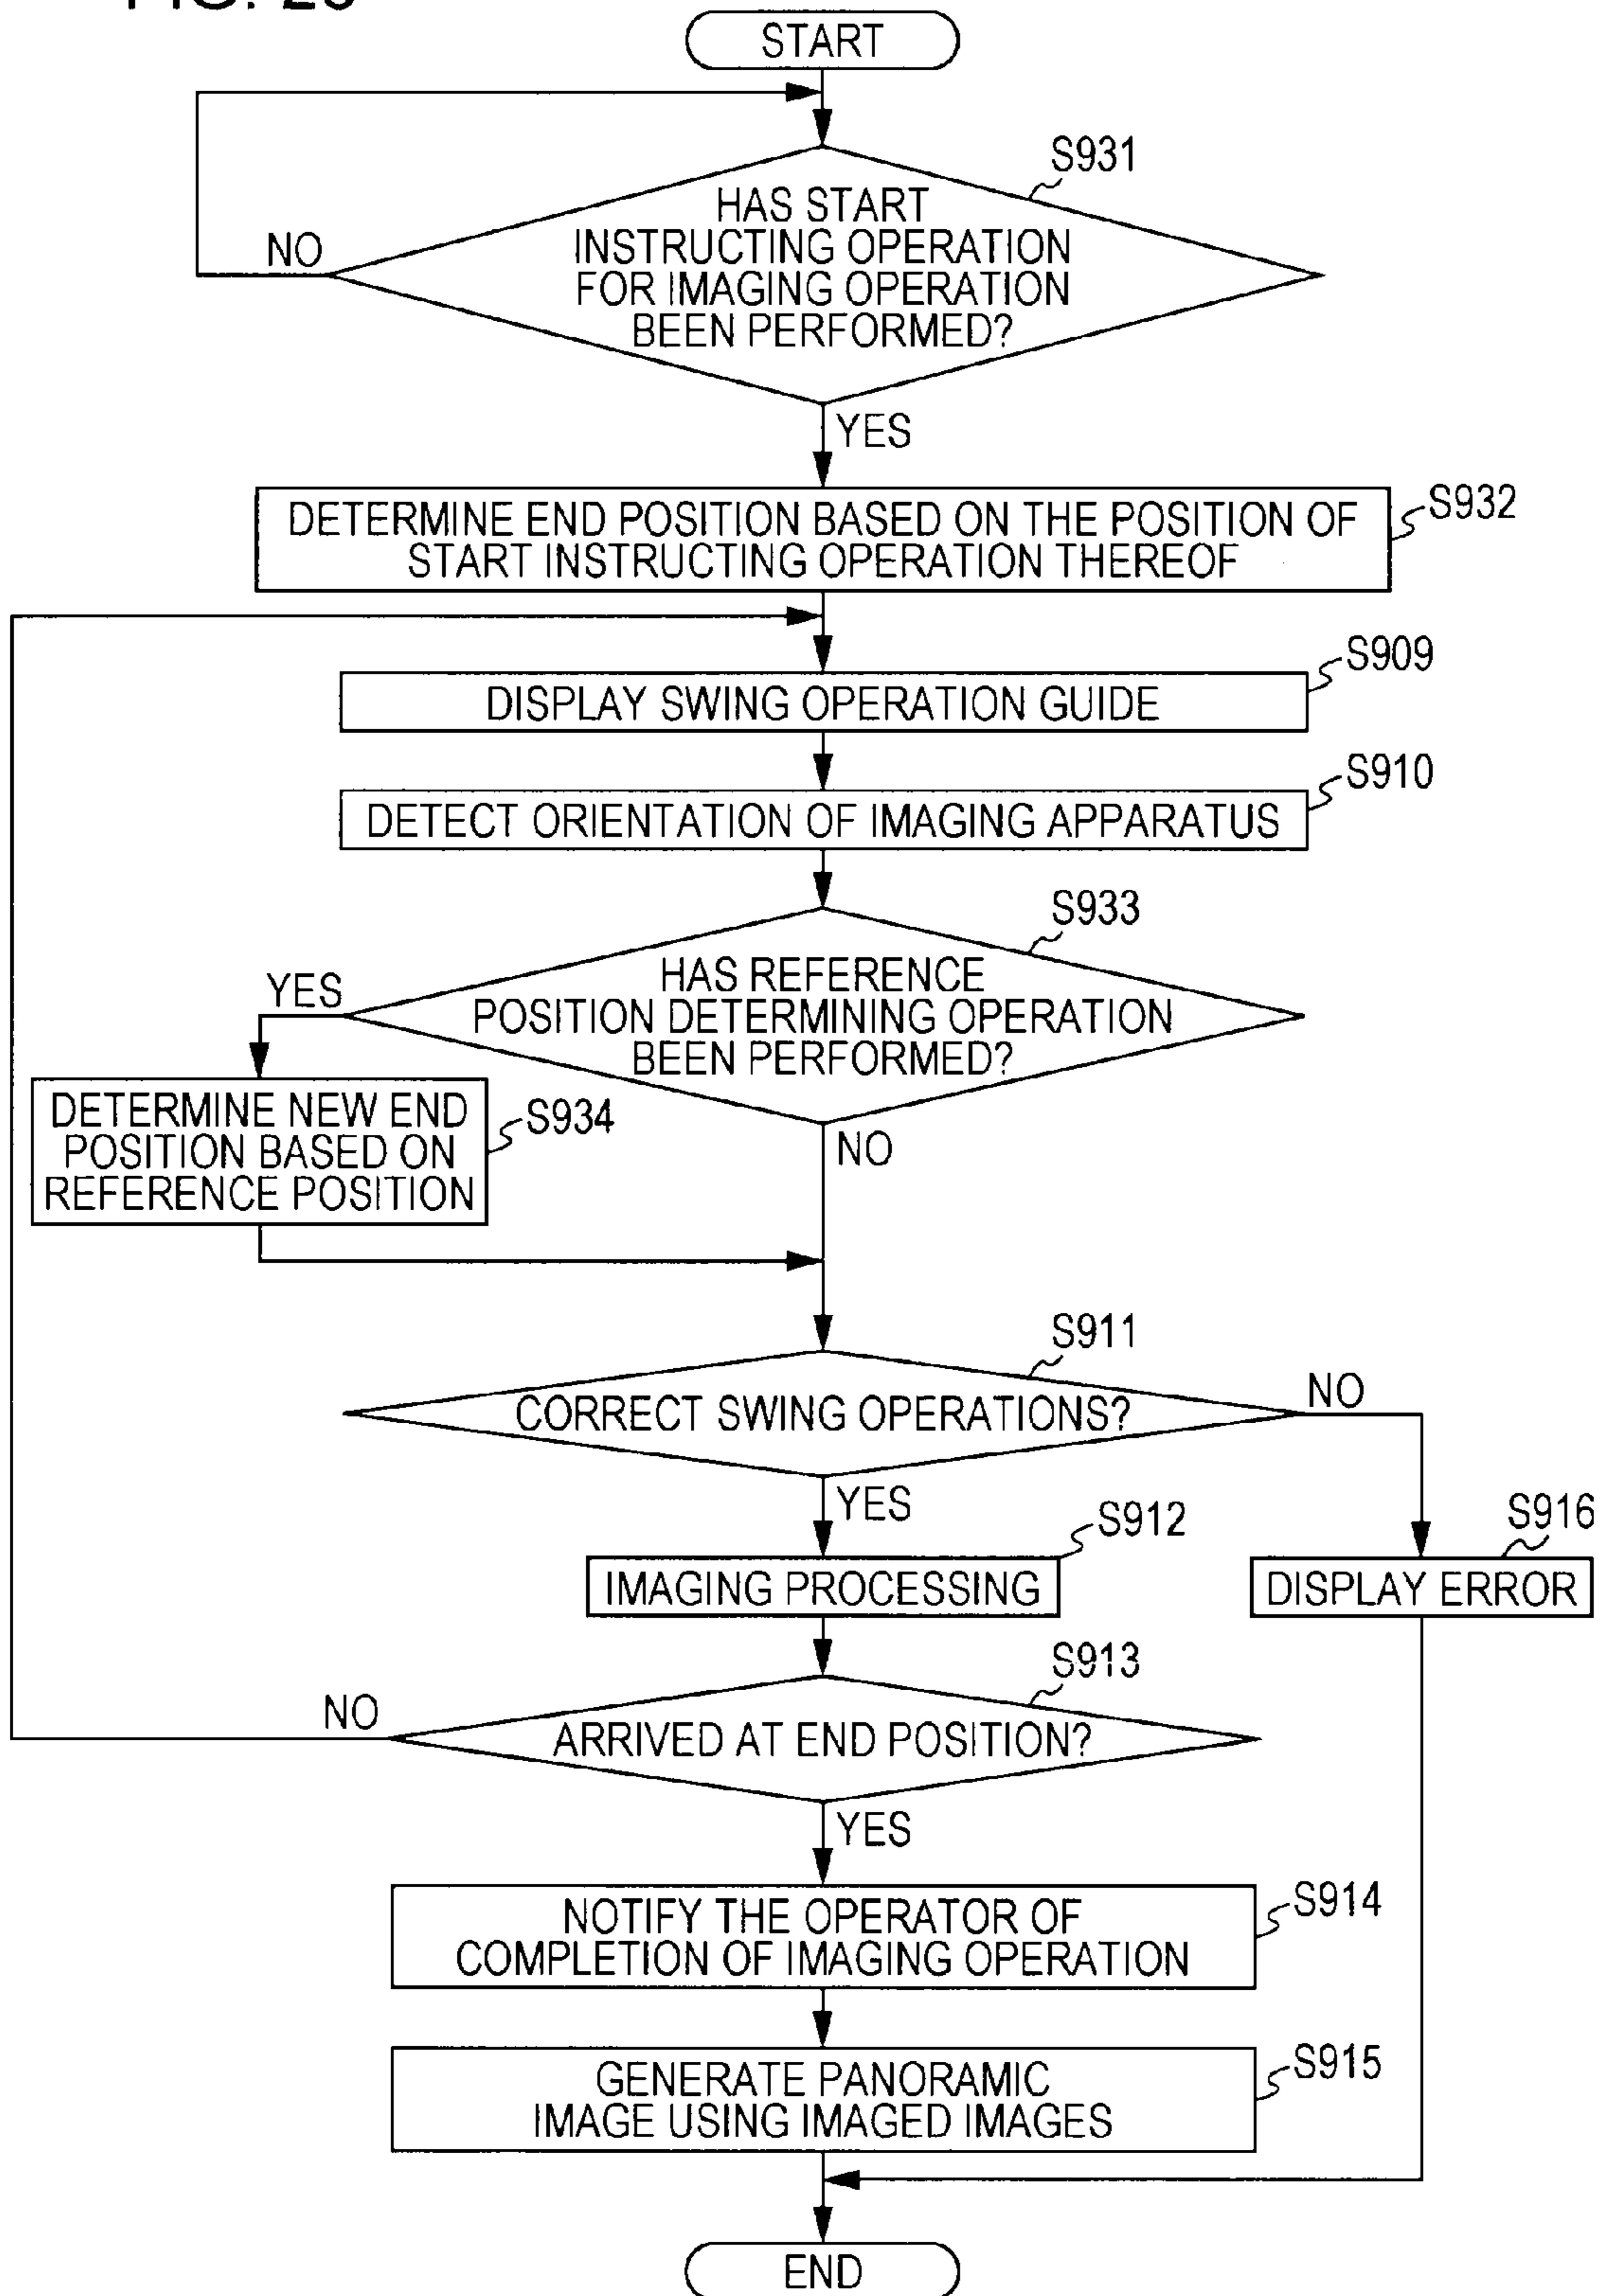 START
S931
HAS START
INSTRUCTING OPERATION
FOR IMAGING OPERATION
BEEN PERFORMED?
NO
YES
S932
DETERMINE END POSITION BASED ON THE POSITION OF
START INSTRUCTING OPERATION THEREOF
S909
DISPLAY SWING OPERATION GUIDE
S910
DETECT ORIENTATION OF IMAGING APPARATUS
S933
HAS REFERENCE
POSITION DETERMINING OPERATION
BEEN PERFORMED?
YES
NO
DETERMINE NEW END
POSITION BASED ON
REFERENCE POSITION
S934
S911
CORRECT SWING OPERATIONS?
NO
YES
S912
IMAGING PROCESSING
S916
DISPLAY ERROR
S913
ARRIVED AT END POSITION?
NO
YES
S914
NOTIFY THE OPERATOR OF
COMPLETION OF IMAGING OPERATION
S915
GENERATE PANORAMIC
IMAGE USING IMAGED IMAGES
END